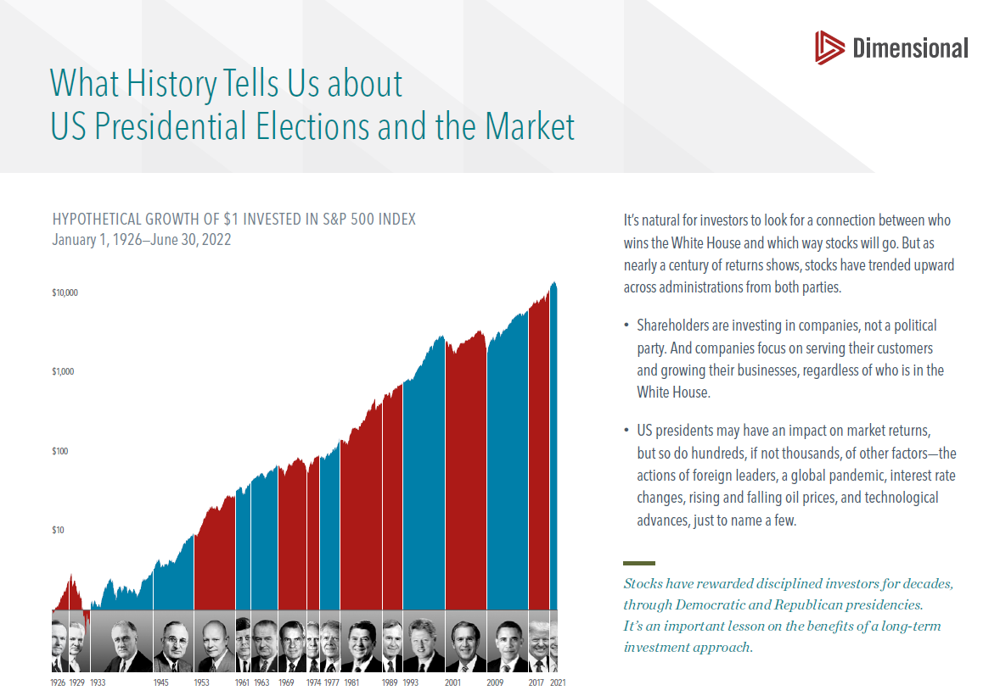 Dimensional
What History Tells Us about
US Presidential Elections and the Market
HYPOTHETICAL GROWTH OF $1 INVESTED IN S&P 500 INDEX
January 1, 1926—June 30, 2022
$10,000
$1,000
$100
$10
1926 1929 1933 1945 1953 1961 1963 1969 1974 1977 1981 1989 1993 2001 2009 2017 2021
It's natural for investors to look for a connection between who
wins the White House and which way stocks will go. But as
nearly a century of returns shows, stocks have trended upward
across administrations from both parties.
• Shareholders are investing in companies, not a political
party. And companies focus on serving their customers
and growing their businesses, regardless of who is in the
White House.
• US presidents may have an impact on market returns,
but so do hundreds, if not thousands, of other factors—the
actions of foreign leaders, a global pandemic, interest rate
changes, rising and falling oil prices, and technological
advances, just to name a few.
Stocks have rewarded disciplined investors for decades,
through Democratic and Republican presidencies.
It's an important lesson on the benefits of a long-term
investment approach.